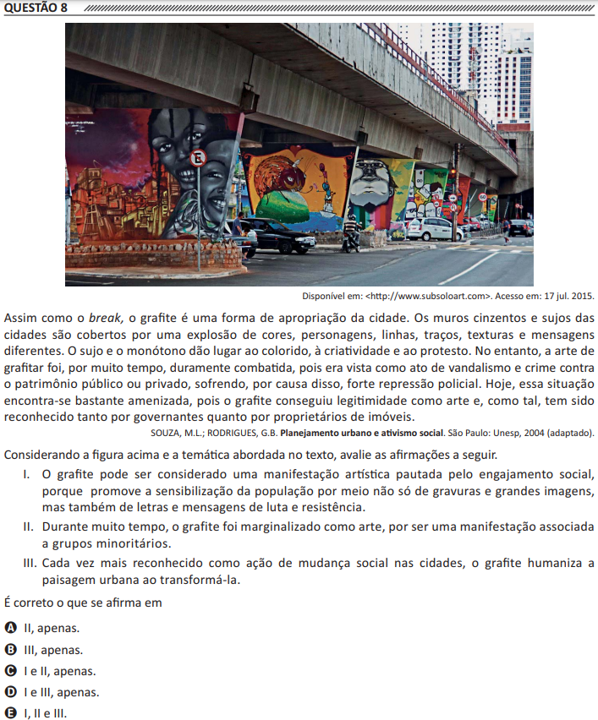 QUESTÃO 8
E
Disponível em: <http://www.subsoloart.com>. Acesso em: 17 jul. 2015.
Assim como o break, o grafite é uma forma de apropriação da cidade. Os muros cinzentos e sujos das
cidades são cobertos por uma explosão de cores, personagens, linhas, traços, texturas e mensagens
diferentes. O sujo e o monótono dão lugar ao colorido, à criatividade e ao protesto. No entanto, a arte de
grafitar foi, por muito tempo, duramente combatida, pois era vista como ato de vandalismo e crime contra
o patrimônio público ou privado, sofrendo, por causa disso, forte repressão policial. Hoje, essa situação
encontra-se bastante amenizada, pois o grafite conseguiu legitimidade como arte e, como tal, tem sido
reconhecido tanto por governantes quanto por proprietários de imóveis.
SOUZA, M.L.; RODRIGUES, G.B. Planejamento urbano e ativismo social. São Paulo: Unesp, 2004 (adaptado).
Considerando a figura acima e a temática abordada no texto, avalie as afirmações a seguir.
I. O grafite pode ser considerado uma manifestação artística pautada pelo engajamento social,
porque promove a sensibilização da população por meio não só de gravuras e grandes imagens,
mas também de letras e mensagens de luta e resistência.
II. Durante muito tempo, o grafite foi marginalizado como arte, por ser uma manifestação associada
a grupos minoritários.
III. Cada vez mais reconhecido como ação de mudança social nas cidades, o grafite humaniza a
paisagem urbana ao transformá-la.
É correto o que se afirma em
A II, apenas.
B III, apenas.
C I e II, apenas.
D I e III, apenas.
E I, II e III.